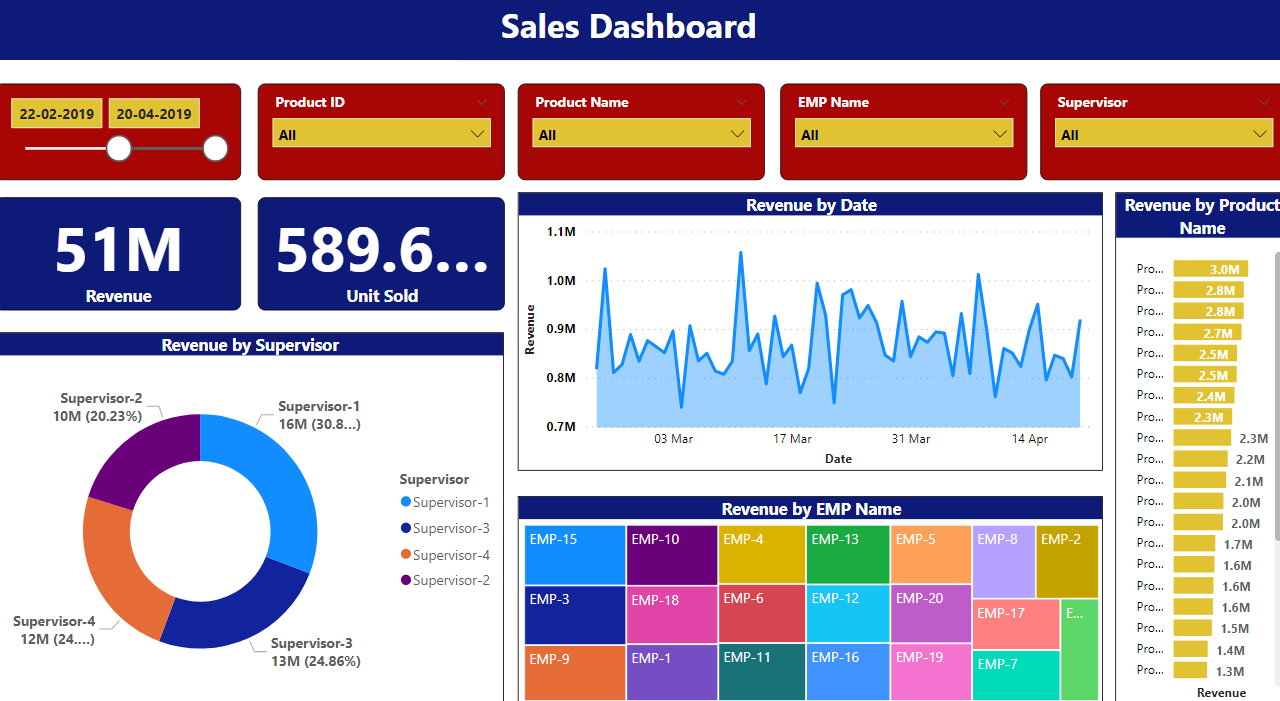 Sales Dashboard
22-02-2019
20-04-2019
Product ID
All
Product Name
All
EMP Name
All
Supervisor
All
51M
Revenue
589.6...
Unit Sold
Revenue by Date
1.1M
1.0M
0.9M
0.8M
0.7M
Revenue
03 Mar
17 Mar
31 Mar
14 Apr
Date
Revenue by Product
Name
Pro... 3.0M
Pro... 2.8M
Pro... 2.8M
Pro... 2.7M
Pro... 2.5M
Pro... 2.5M
Pro... 2.4M
Pro... 2.3M
Pro... 2.3M
Pro... 2.2M
Pro... 2.1M
Pro... 2.0M
Pro... 2.0M
Pro... 1.7M
Pro... 1.6M
Pro... 1.6M
Pro... 1.6M
Pro... 1.5M
Pro... 1.4M
Pro... 1.3M
Revenue
Revenue by Supervisor
Supervisor-2
10M (20.23%)
Supervisor-1
16M (30.8...)
Supervisor-4
12M (24....)
Supervisor-3
13M (24.86%)
Supervisor
Supervisor-1
Supervisor-3
Supervisor-4
Supervisor-2
Revenue by EMP Name
EMP-15
EMP-3
EMP-9
EMP-10
EMP-18
EMP-1
EMP-4
EMP-6
EMP-11
EMP-13
EMP-12
EMP-16
EMP-5
EMP-20
EMP-19
EMP-8
EMP-2
EMP-17
EMP-7
E...